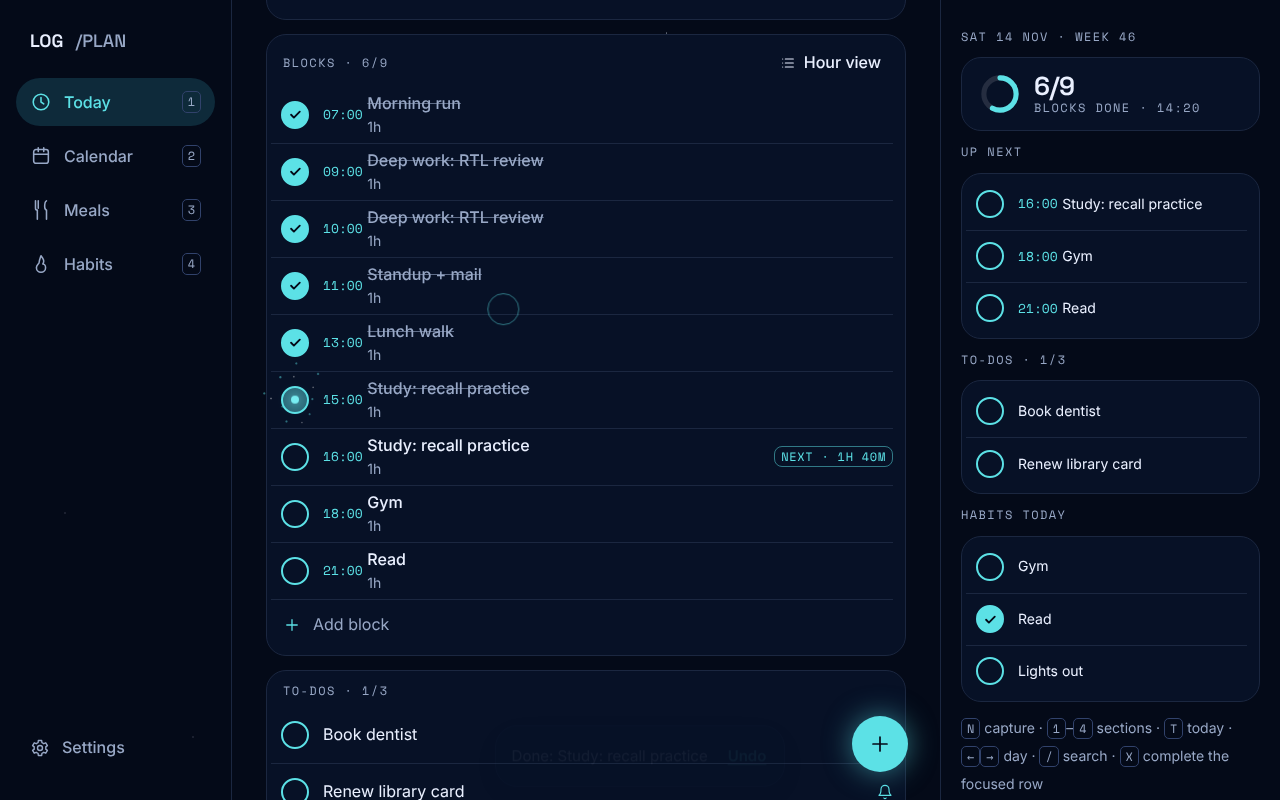 LOG /PLAN
Today 1
Calendar 2
Meals 3
Habits 4
Settings
BLOCKS · 6/9
Hour view
07:00 Morning run
1h
09:00 Deep work: RTL review
1h
10:00 Deep work: RTL review
1h
11:00 Standup + mail
1h
13:00 Lunch walk
1h
15:00 Study: recall practice
1h
16:00 Study: recall practice
1h
NEXT · 1H 40M
18:00 Gym
1h
21:00 Read
1h
Add block
TO-DOS · 1/3
Book dentist
Done: Study: recall practice Undo
Renew library card
SAT 14 NOV · WEEK 46
6/9
BLOCKS DONE · 14:20
UP NEXT
16:00 Study: recall practice
18:00 Gym
21:00 Read
TO-DOS · 1/3
Book dentist
Renew library card
HABITS TODAY
Gym
Read
Lights out
N capture · 1–4 sections · T today ·
← → day · / search · X complete the
focused row